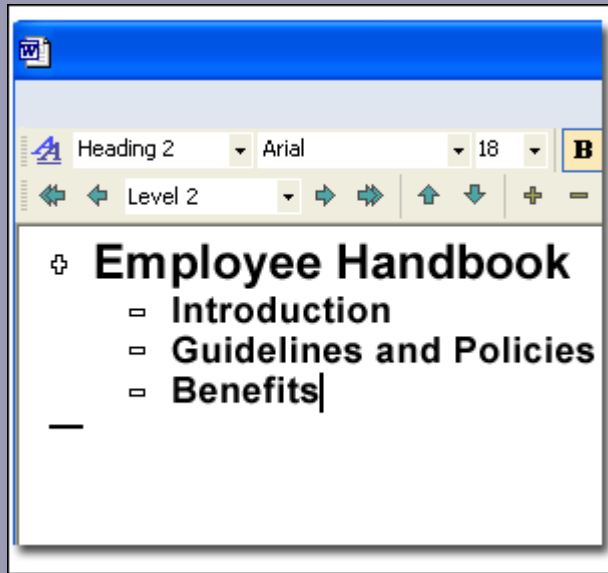 Heading 2 Arial 18 B
Level 2
Employee Handbook
Introduction
Guidelines and Policies
Benefits